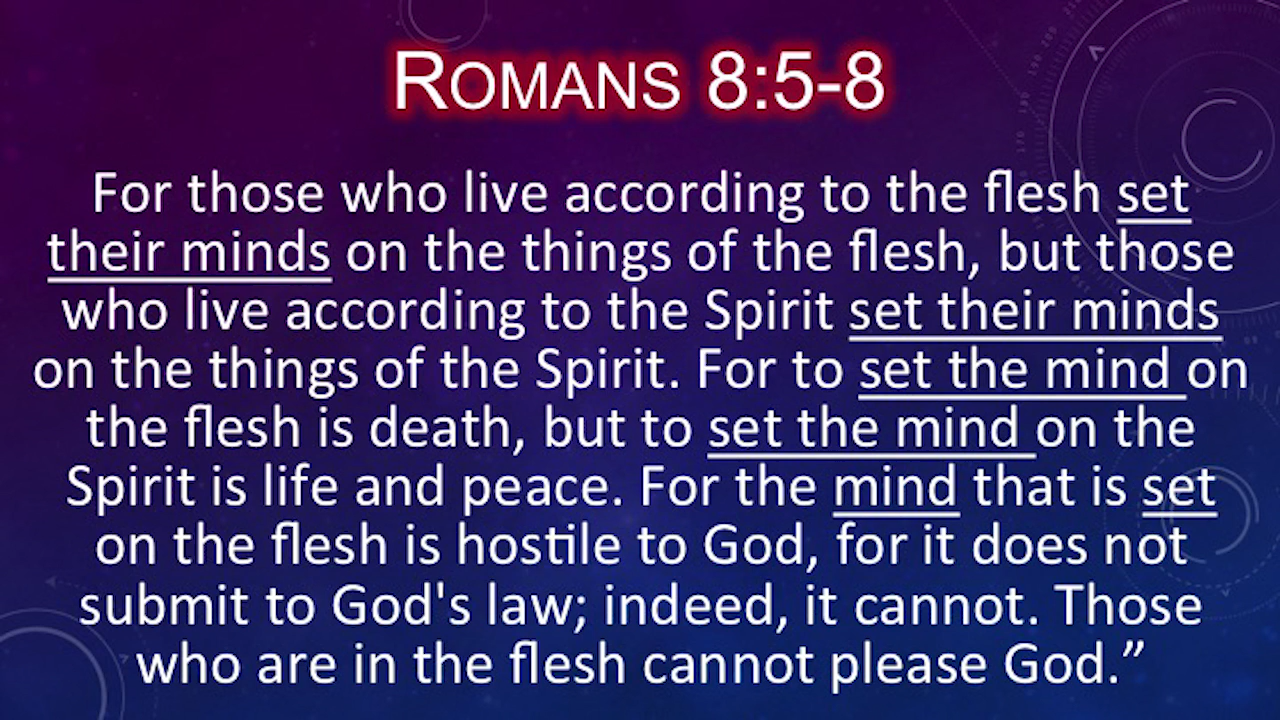 ROMANS 8:5-8
For those who live according to the flesh set
their minds on the things of the flesh, but those
who live according to the Spirit set their minds
on the things of the Spirit. For to set the mind on
the flesh is death, but to set the mind on the
Spirit is life and peace. For the mind that is set
on the flesh is hostile to God, for it does not
submit to God's law; indeed, it cannot. Those
who are in the flesh cannot please God.”